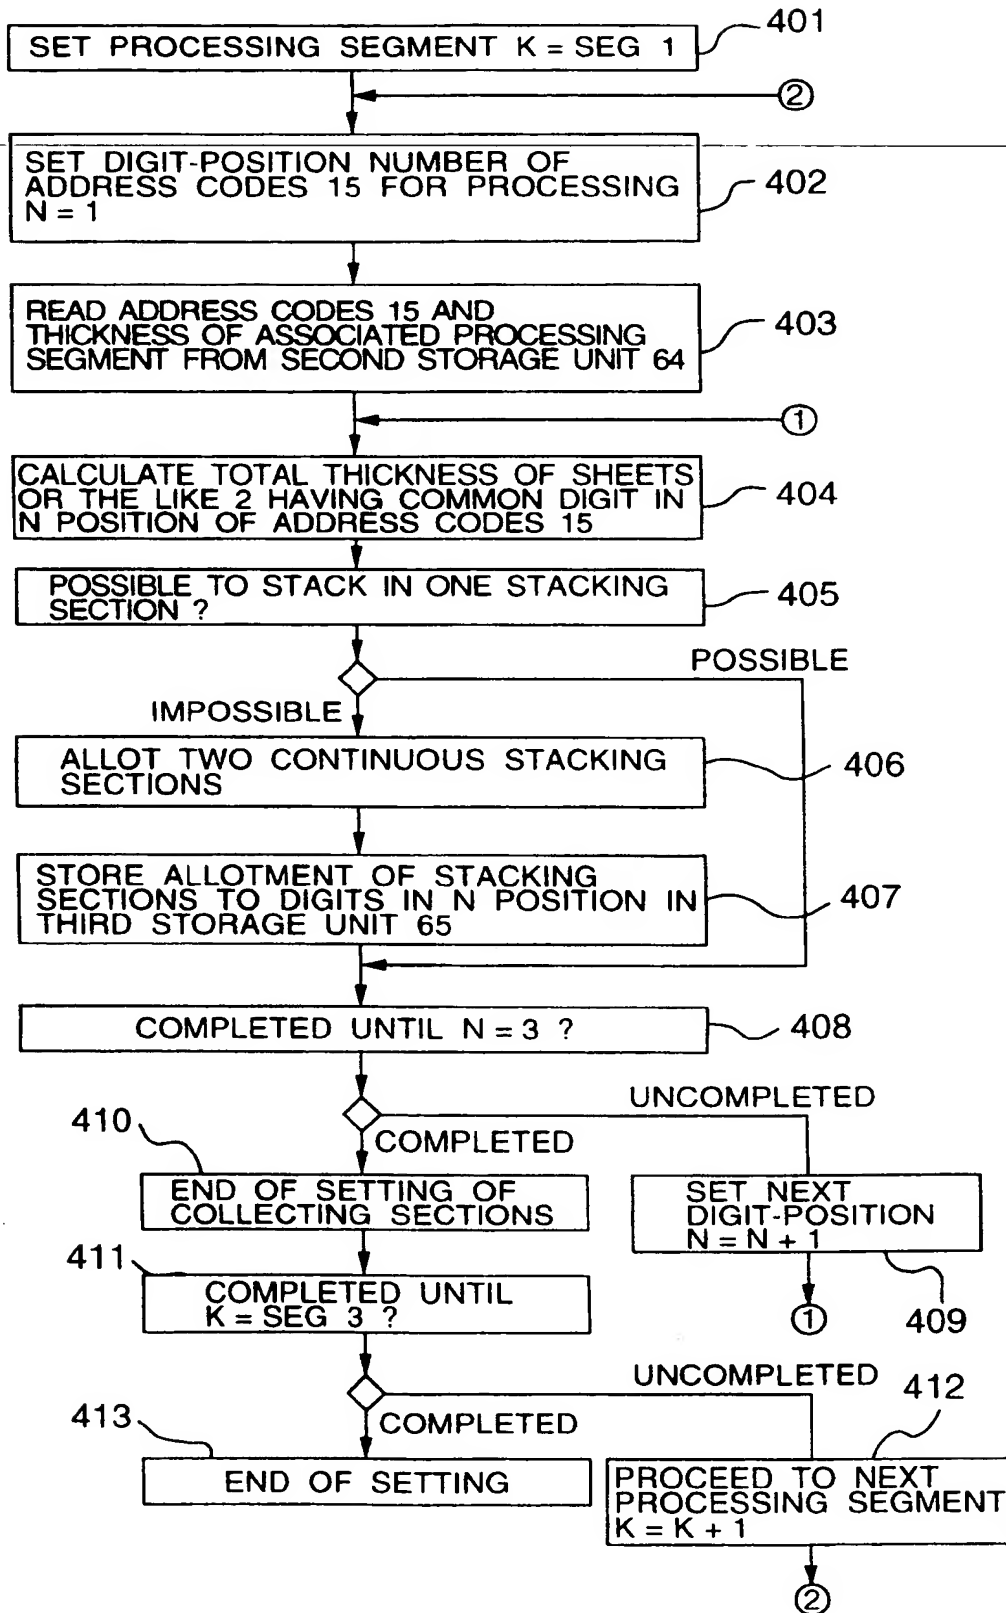 SET PROCESSING SEGMENT K = SEG 1
401
②
SET DIGIT-POSITION NUMBER OF
ADDRESS CODES 15 FOR PROCESSING
N = 1
402
READ ADDRESS CODES 15 AND
THICKNESS OF ASSOCIATED PROCESSING
SEGMENT FROM SECOND STORAGE UNIT 64
403
①
CALCULATE TOTAL THICKNESS OF SHEETS
OR THE LIKE 2 HAVING COMMON DIGIT IN
N POSITION OF ADDRESS CODES 15
404
POSSIBLE TO STACK IN ONE STACKING
SECTION ?
405
POSSIBLE
IMPOSSIBLE
ALLOT TWO CONTINUOUS STACKING
SECTIONS
406
STORE ALLOTMENT OF STACKING
SECTIONS TO DIGITS IN N POSITION IN
THIRD STORAGE UNIT 65
407
COMPLETED UNTIL N = 3 ?
408
UNCOMPLETED
COMPLETED
410
END OF SETTING OF
COLLECTING SECTIONS
SET NEXT
DIGIT-POSITION
N = N + 1
409
①
411
COMPLETED UNTIL
K = SEG 3 ?
UNCOMPLETED
COMPLETED
412
413
END OF SETTING
PROCEED TO NEXT
PROCESSING SEGMENT
K = K + 1
②